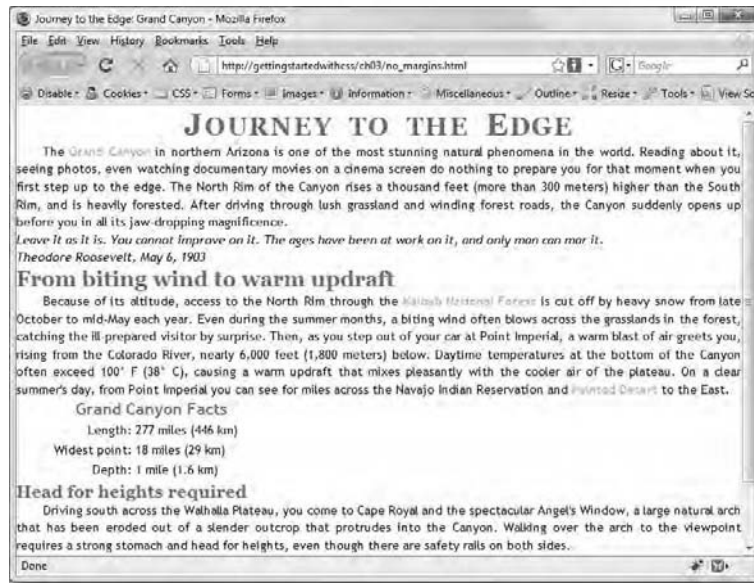 Journey to the Edge: Grand Canyon - Mozilla Firefox
File Edit View History Bookmarks Tools Help
http://gettingstartedwithcss/ch03/no_margins.html
Google
Disable Cookies CSS Forms Images Information Miscellaneous Outline Resize Tools View So
JOURNEY TO THE EDGE
The Grand Canyon in northern Arizona is one of the most stunning natural phenomena in the world. Reading about it,
seeing photos, even watching documentary movies on a cinema screen do nothing to prepare you for that moment when you
first step up to the edge. The North Rim of the Canyon rises a thousand feet (more than 300 meters) higher than the South
Rim, and is heavily forested. After driving through lush grassland and winding forest roads, the Canyon suddenly opens up
before you in all its jaw-dropping magnificence.
Leave it as it is. You cannot improve on it. The ages have been at work on it, and only man can mar it.
Theodore Roosevelt, May 6, 1903
From biting wind to warm updraft
Because of its altitude, access to the North Rim through the Kaibab National Forest is cut off by heavy snow from late
October to mid-May each year. Even during the summer months, a biting wind often blows across the grasslands in the forest,
catching the ill-prepared visitor by surprise. Then, as you step out of your car at Point Imperial, a warm blast of air greets you,
rising from the Colorado River, nearly 6,000 feet (1,800 meters) below. Daytime temperatures at the bottom of the Canyon
often exceed 100° F (38° C), causing a warm updraft that mixes pleasantly with the cooler air of the plateau. On a clear
summer's day, from Point Imperial you can see for miles across the Navajo Indian Reservation and Painted Desert to the East.
Grand Canyon Facts
Length: 277 miles (446 km)
Widest point: 18 miles (29 km)
Depth: 1 mile (1.6 km)
Head for heights required
Driving south across the Walhalla Plateau, you come to Cape Royal and the spectacular Angel's Window, a large natural arch
that has been eroded out of a slender outcrop that protrudes into the Canyon. Walking over the arch to the viewpoint
requires a strong stomach and head for heights, even though there are safety rails on both sides.
Done